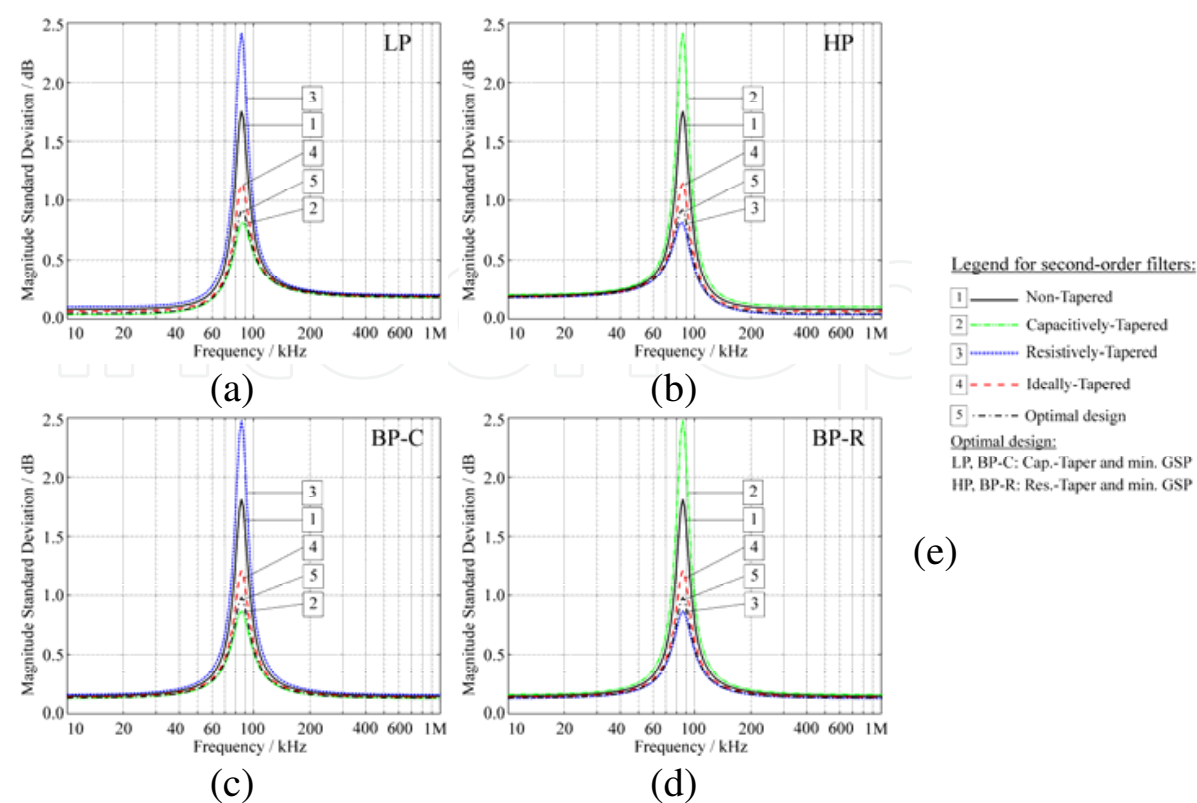 LP
Magnitude Standard Deviation / dB
2.5
2.0
1.5
1.0
0.5
0.0
3
1
4
5
2
10 20 40 60 100 200 400 600 1M
Frequency / kHz
(a)
HP
Magnitude Standard Deviation / dB
2.5
2.0
1.5
1.0
0.5
0.0
2
1
4
5
3
10 20 40 60 100 200 400 600 1M
Frequency / kHz
(b)
BP-C
Magnitude Standard Deviation / dB
2.5
2.0
1.5
1.0
0.5
0.0
3
1
4
5
2
10 20 40 60 100 200 400 600 1M
Frequency / kHz
(c)
BP-R
Magnitude Standard Deviation / dB
2.5
2.0
1.5
1.0
0.5
0.0
2
1
4
5
3
10 20 40 60 100 200 400 600 1M
Frequency / kHz
(d)
Legend for second-order filters:
1 Non-Tapered
2 Capacitively-Tapered
3 Resistively-Tapered
4 Ideally-Tapered
5 Optimal design
Optimal design:
LP, BP-C: Cap.-Taper and min. GSP
HP, BP-R: Res.-Taper and min. GSP
(e)